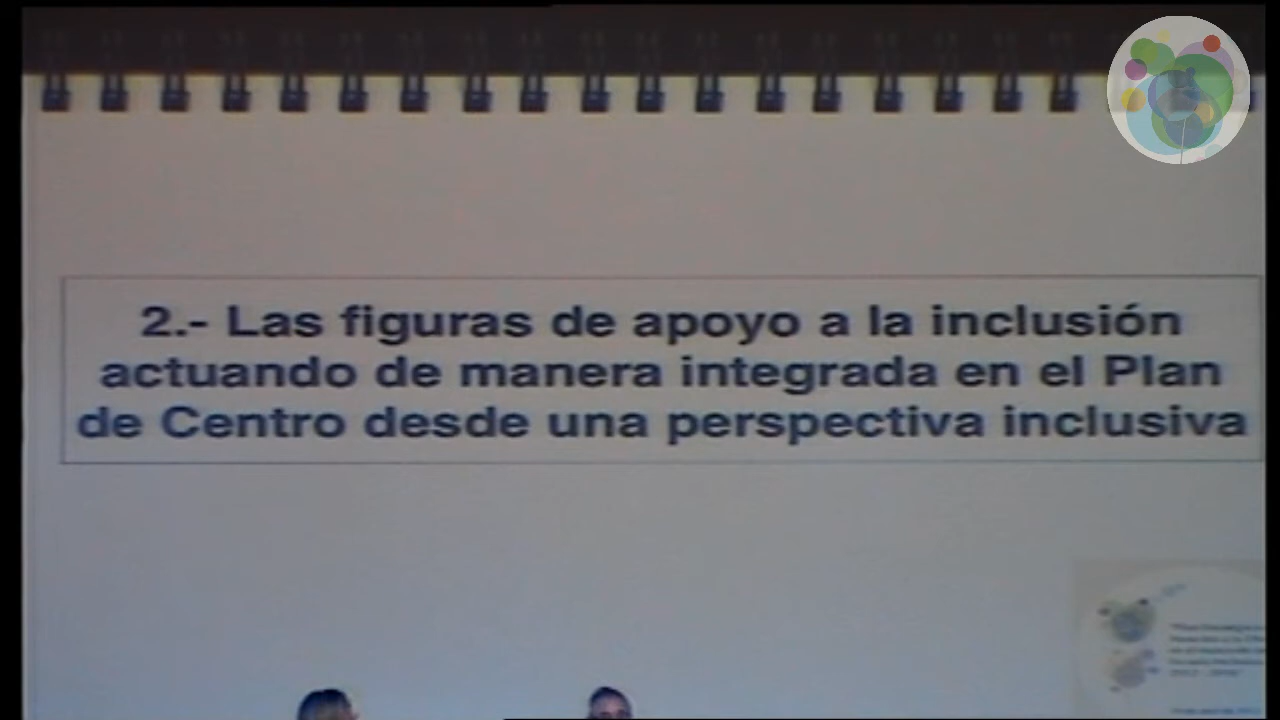 2.- Las figuras de apoyo a la inclusión
actuando de manera integrada en el Plan
de Centro desde una perspectiva inclusiva